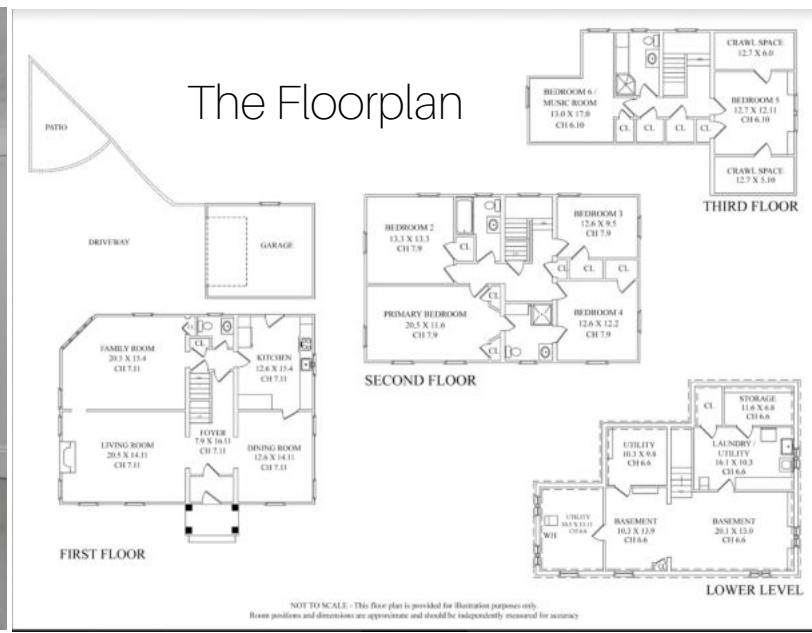 The Floorplan
PATIO
DRIVEWAY
GARAGE
FAMILY ROOM
20.5 X 15.4
CH 7.11
CL
CL
KITCHEN
12.6 X 15.4
CH 7.11
LIVING ROOM
20.5 X 14.11
CH 7.11
FOYER
7.9 X 16.11
CH 7.11
DINING ROOM
12.6 X 14.11
CH 7.11
FIRST FLOOR
BEDROOM 2
13.3 X 13.3
CH 7.9
CL
BEDROOM 3
12.6 X 9.5
CH 7.9
CL
CL
CL
PRIMARY BEDROOM
20.5 X 11.6
CH 7.9
CL
CL
BEDROOM 4
12.6 X 12.2
CH 7.9
SECOND FLOOR
BEDROOM 6 /
MUSIC ROOM
13.0 X 17.0
CH 6.10
CL
CL
CL
CL
CRAWL SPACE
12.7 X 6.0
BEDROOM 5
12.7 X 12.11
CH 6.10
CRAWL SPACE
12.7 X 5.10
THIRD FLOOR
CL
STORAGE
11.6 X 6.8
CH 6.6
UTILITY
10.3 X 9.8
CH 6.6
LAUNDRY /
UTILITY
16.1 X 10.3
CH 6.6
UTILITY
CH 6.6
WH
BASEMENT
10.3 X 13.9
CH 6.6
BASEMENT
20.1 X 13.0
CH 6.6
LOWER LEVEL
NOT TO SCALE - This floor plan is provided for illustration purposes only.
Room positions and dimensions are approximate and should be independently measured for accuracy